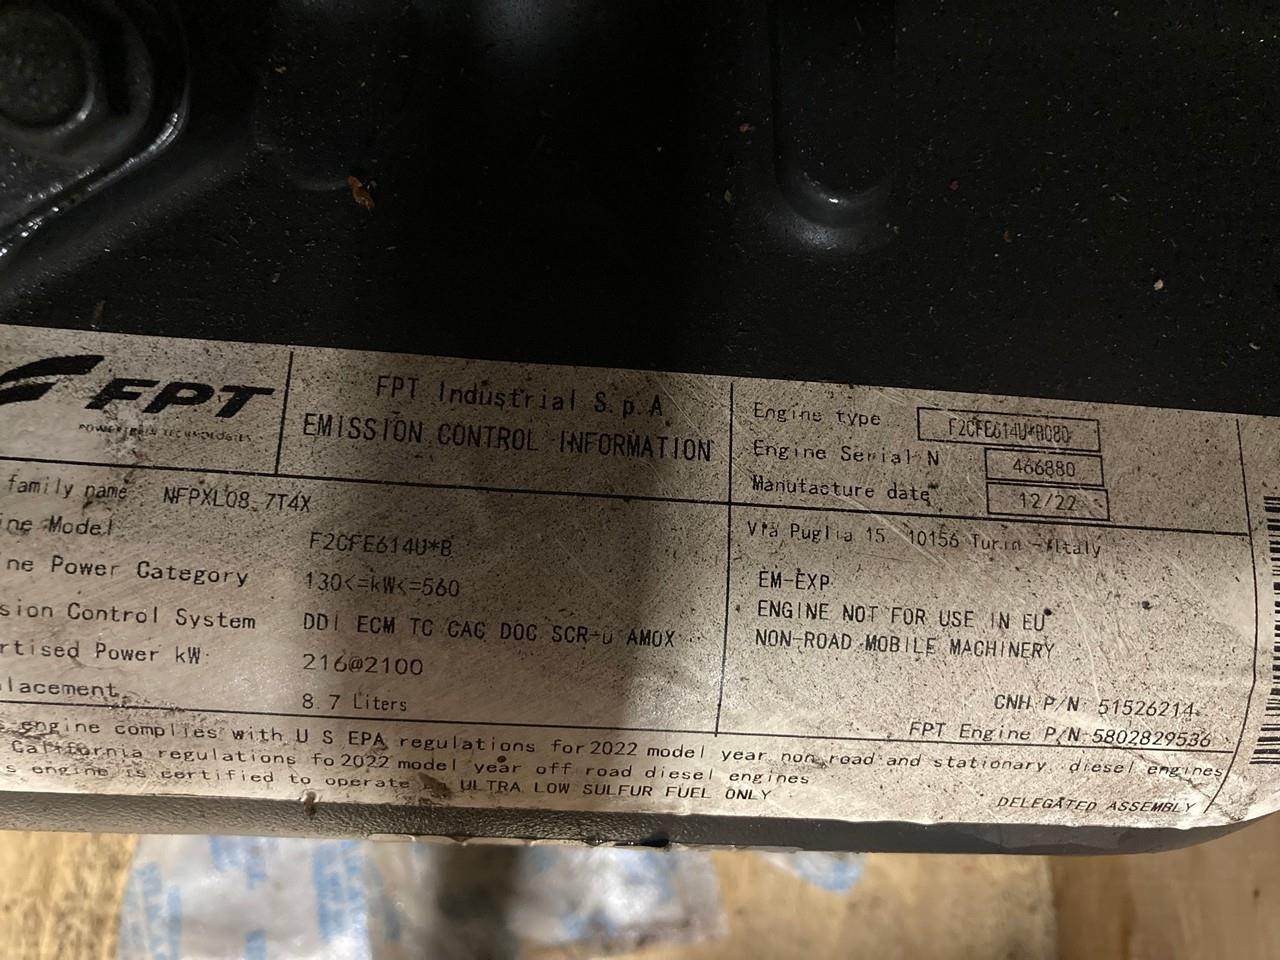 FPT
POWERTRAIN TECHNOLOGIES
FPT Industrial S.p.A
EMISSION CONTROL INFORMATION
Engine type F2CFE614U*B080
Engine Serial N 466880
Manufacture date 12/22
family name NFPXL08.7T4X
ine Model F2CFE614U*B
ne Power Category 130<=kW<=560
sion Control System DDI ECM TC CAC DOC SCR-U AMOX
rtised Power kW: 216@2100
lacement 8.7 Liters
Via Puglia 15 10156 Turin - Italy
EM-EXP
ENGINE NOT FOR USE IN EU
NON-ROAD MOBILE MACHINERY
CNH P/N 51526214
FPT Engine P/N 5802829536
s engine complies with U S EPA regulations for 2022 model year non road and stationary diesel engines
California regulations fo 2022 model year off road diesel engines
s engine is certified to operate on ULTRA LOW SULFUR FUEL ONLY
DELEGATED ASSEMBLY